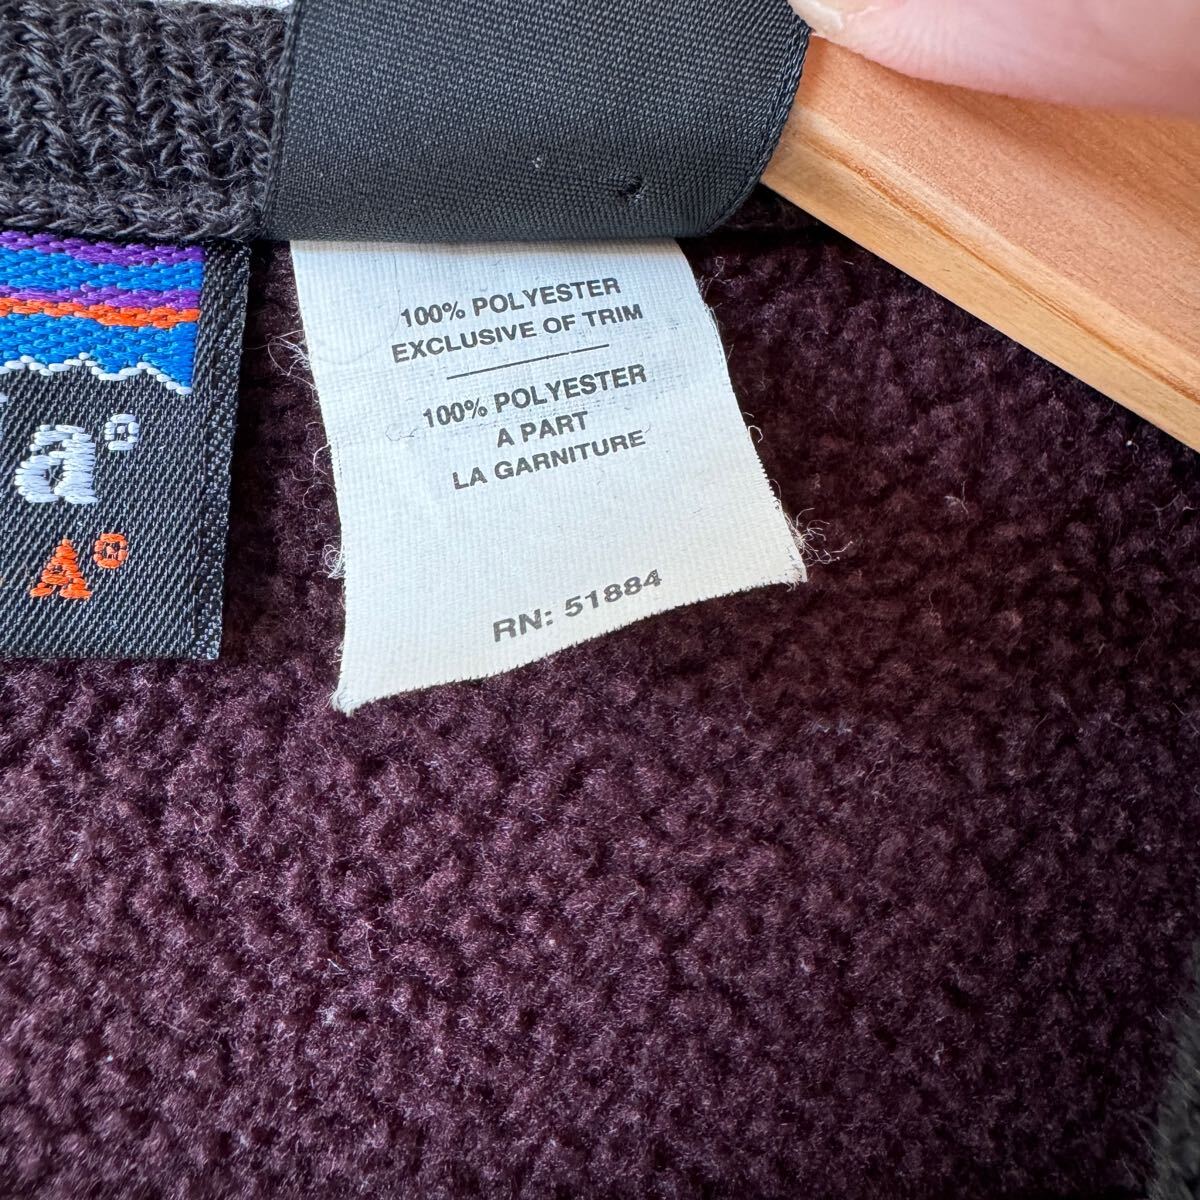 100% POLYESTER
EXCLUSIVE OF TRIM
100% POLYESTER
A PART
LA GARNITURE
RN: 51884
a®
A®